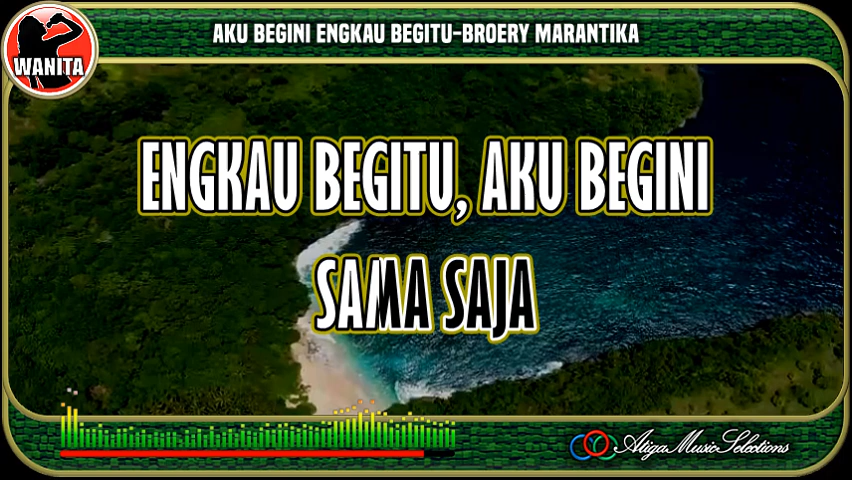 AKU BEGINI ENGKAU BEGITU-BROERY MARANTIKA
WANITA
ENGKAU BEGITU, AKU BEGINI
SAMA SAJA
AtigaMusicSelections